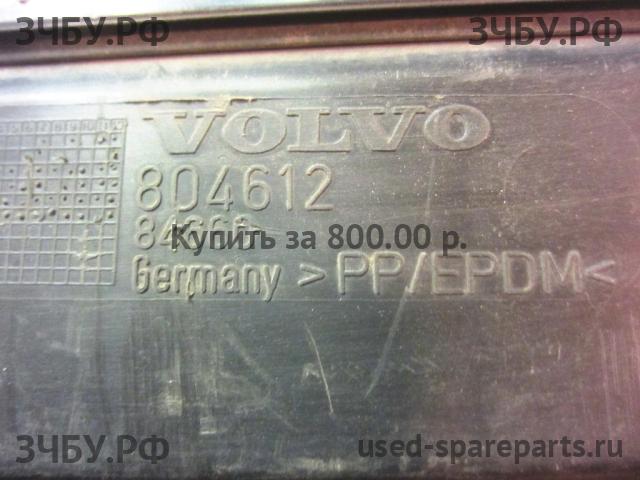 ЗЧБУ.РФ ЗЧБУ.РФ
VOLVO
804612
Купить за 800.00 р.
Germany >PP/EPDM<
ЗЧБУ.РФ used-spareparts.ru